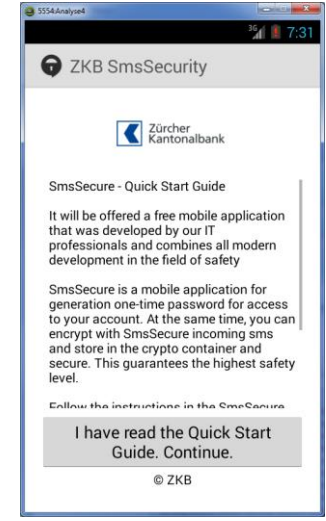 5554:Analyse4
3G 7:31
ZKB SmsSecurity
Zürcher
Kantonalbank
SmsSecure - Quick Start Guide
It will be offered a free mobile application
that was developed by our IT
professionals and combines all modern
development in the field of safety
SmsSecure is a mobile application for
generation one-time password for access
to your account. At the same time, you can
encrypt with SmsSecure incoming sms
and store in the crypto container and
secure. This guarantees the highest safety
level.
Follow the instructions in the SmsSecure
I have read the Quick Start
Guide. Continue.
© ZKB